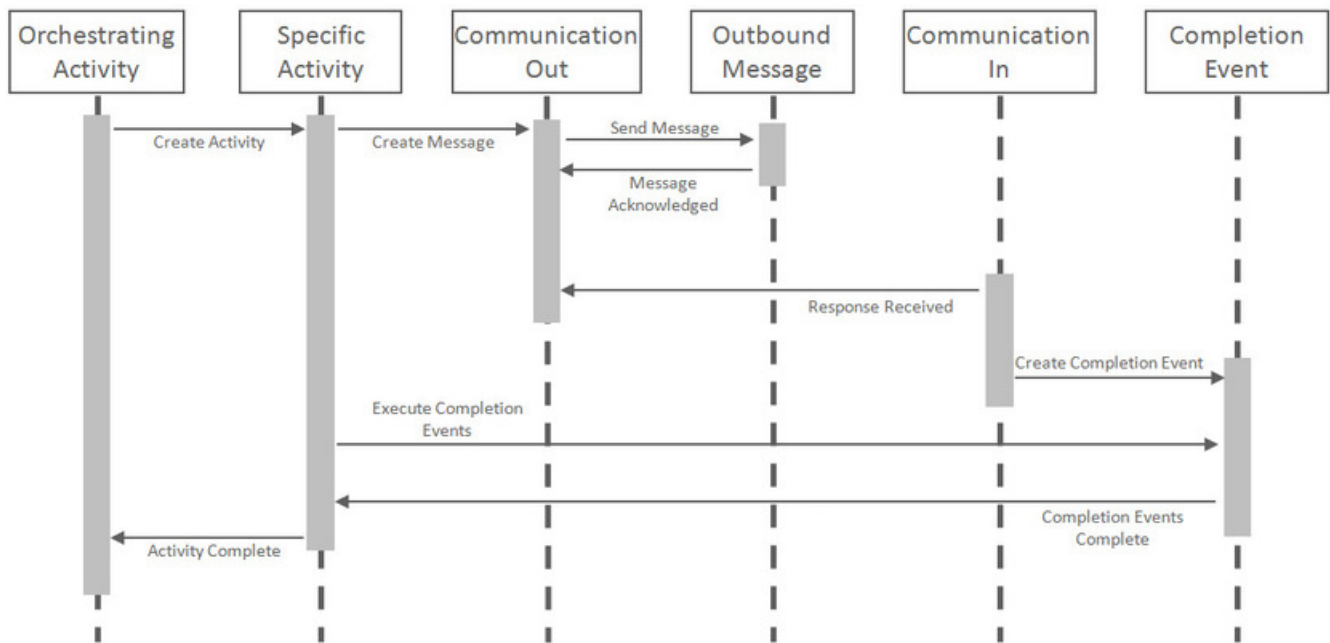 Orchestrating
Activity
Specific
Activity
Communication
Out
Outbound
Message
Communication
In
Completion
Event
Create Activity
Create Message
Send Message
Message
Acknowledged
Response Received
Create Completion Event
Execute Completion
Events
Completion Events
Complete
Activity Complete